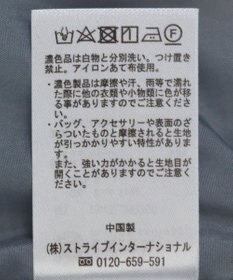 濃色品は白物と分別洗い。つけ置き
禁止。アイロンあて布使用。
・濃色製品は摩擦や汗、雨等で濡れ
た際に他の衣類や小物類に色が移
る事がありますのでご注意くださ
い。
・バッグ、アクセサリーや表面のざ
らついたものと摩擦されると生地
が引っかかりやすい特性がありま
す。
また、強い力がかかると生地目が
開くことがありますのでご注意く
ださい。
中国製
(株)ストライプインターナショナル
0120-659-591